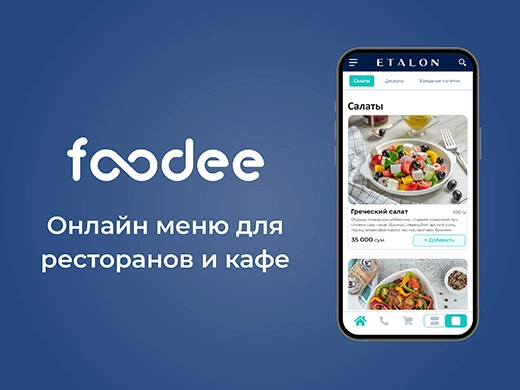 foodee
Онлайн меню для
ресторанов и кафе
ETALON
Салаты Десерты Холодные напитки
Салаты
Греческий салат
35 000 сум + Добавить